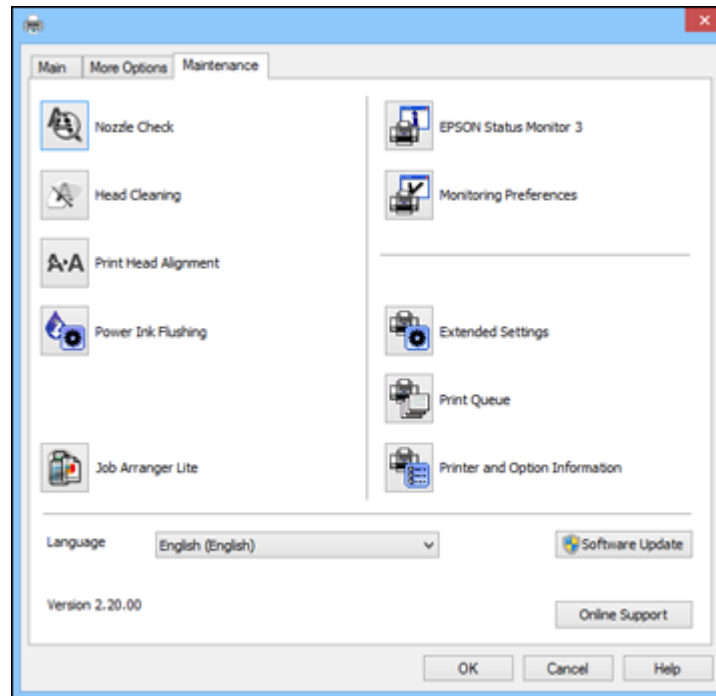 Main
More Options
Maintenance
Nozzle Check
EPSON Status Monitor 3
Head Cleaning
Monitoring Preferences
A·A
Print Head Alignment
Power Ink Flushing
Extended Settings
Print Queue
Job Arranger Lite
Printer and Option Information
Language
English (English)
Software Update
Version 2.20.00
Online Support
OK
Cancel
Help